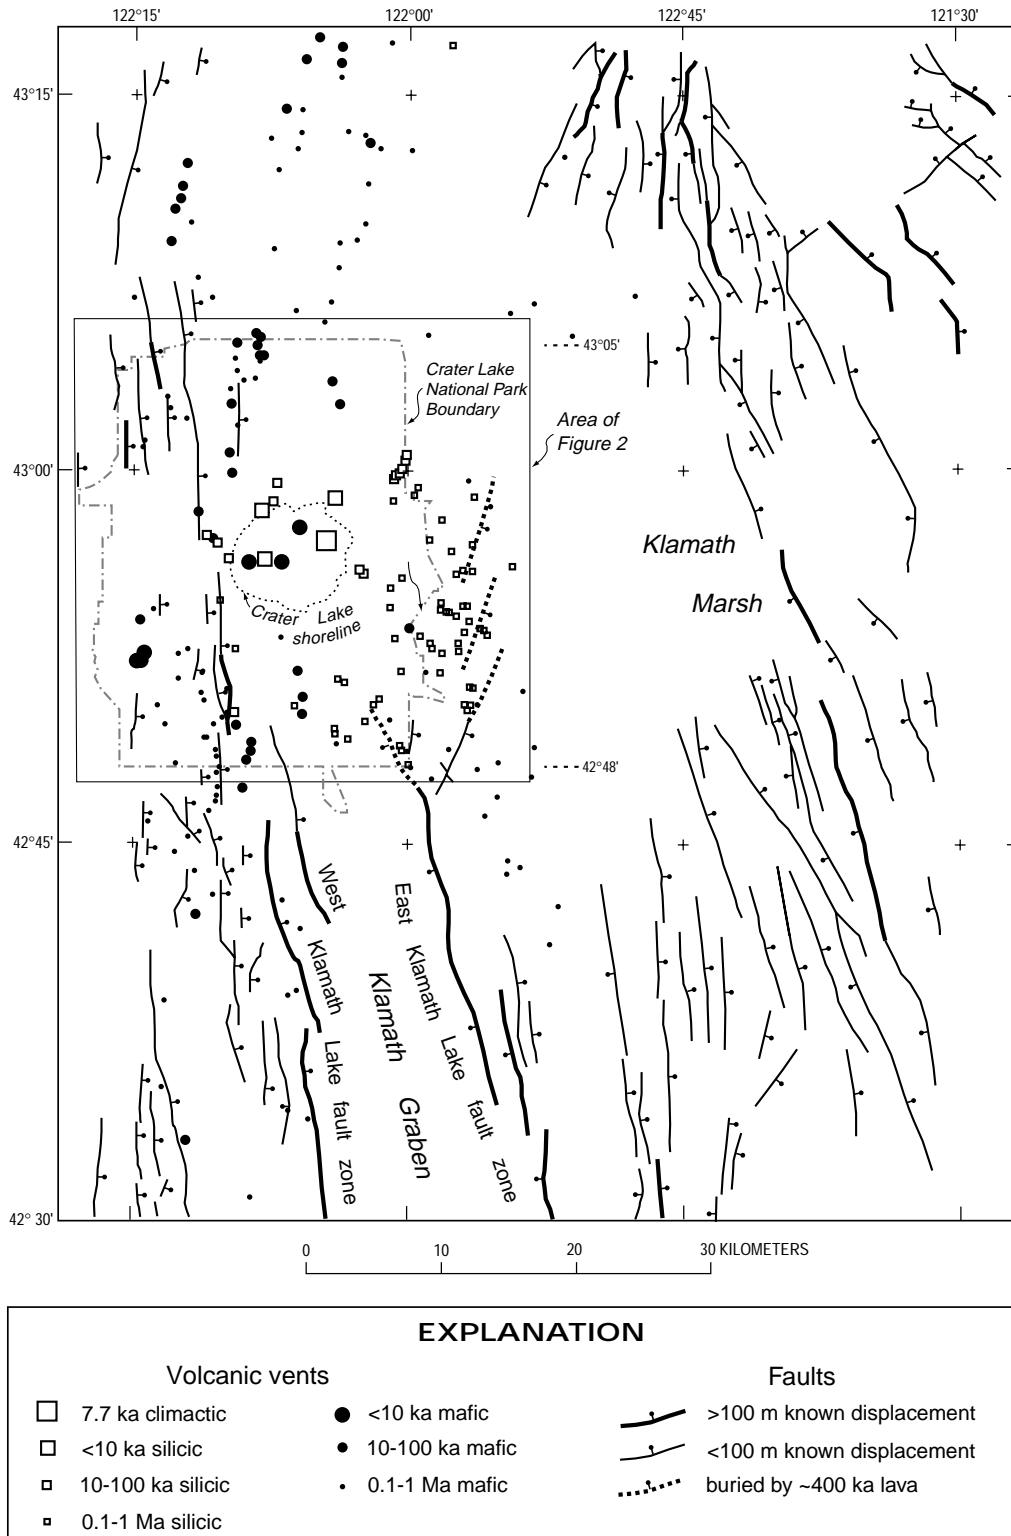 122°15'
122°00'
122°45'
121°30'
43°15'
43°05'
Crater Lake
National Park
Boundary
Area of
Figure 2
43°00'
Klamath
Marsh
Crater Lake
shoreline
42°48'
42°45'
West Klamath Lake fault zone
East Klamath Lake fault zone
Klamath Graben
42° 30'
0 10 20 30 KILOMETERS
EXPLANATION
Volcanic vents
7.7 ka climactic
<10 ka silicic
10-100 ka silicic
0.1-1 Ma silicic
<10 ka mafic
10-100 ka mafic
0.1-1 Ma mafic
Faults
>100 m known displacement
<100 m known displacement
buried by ~400 ka lava